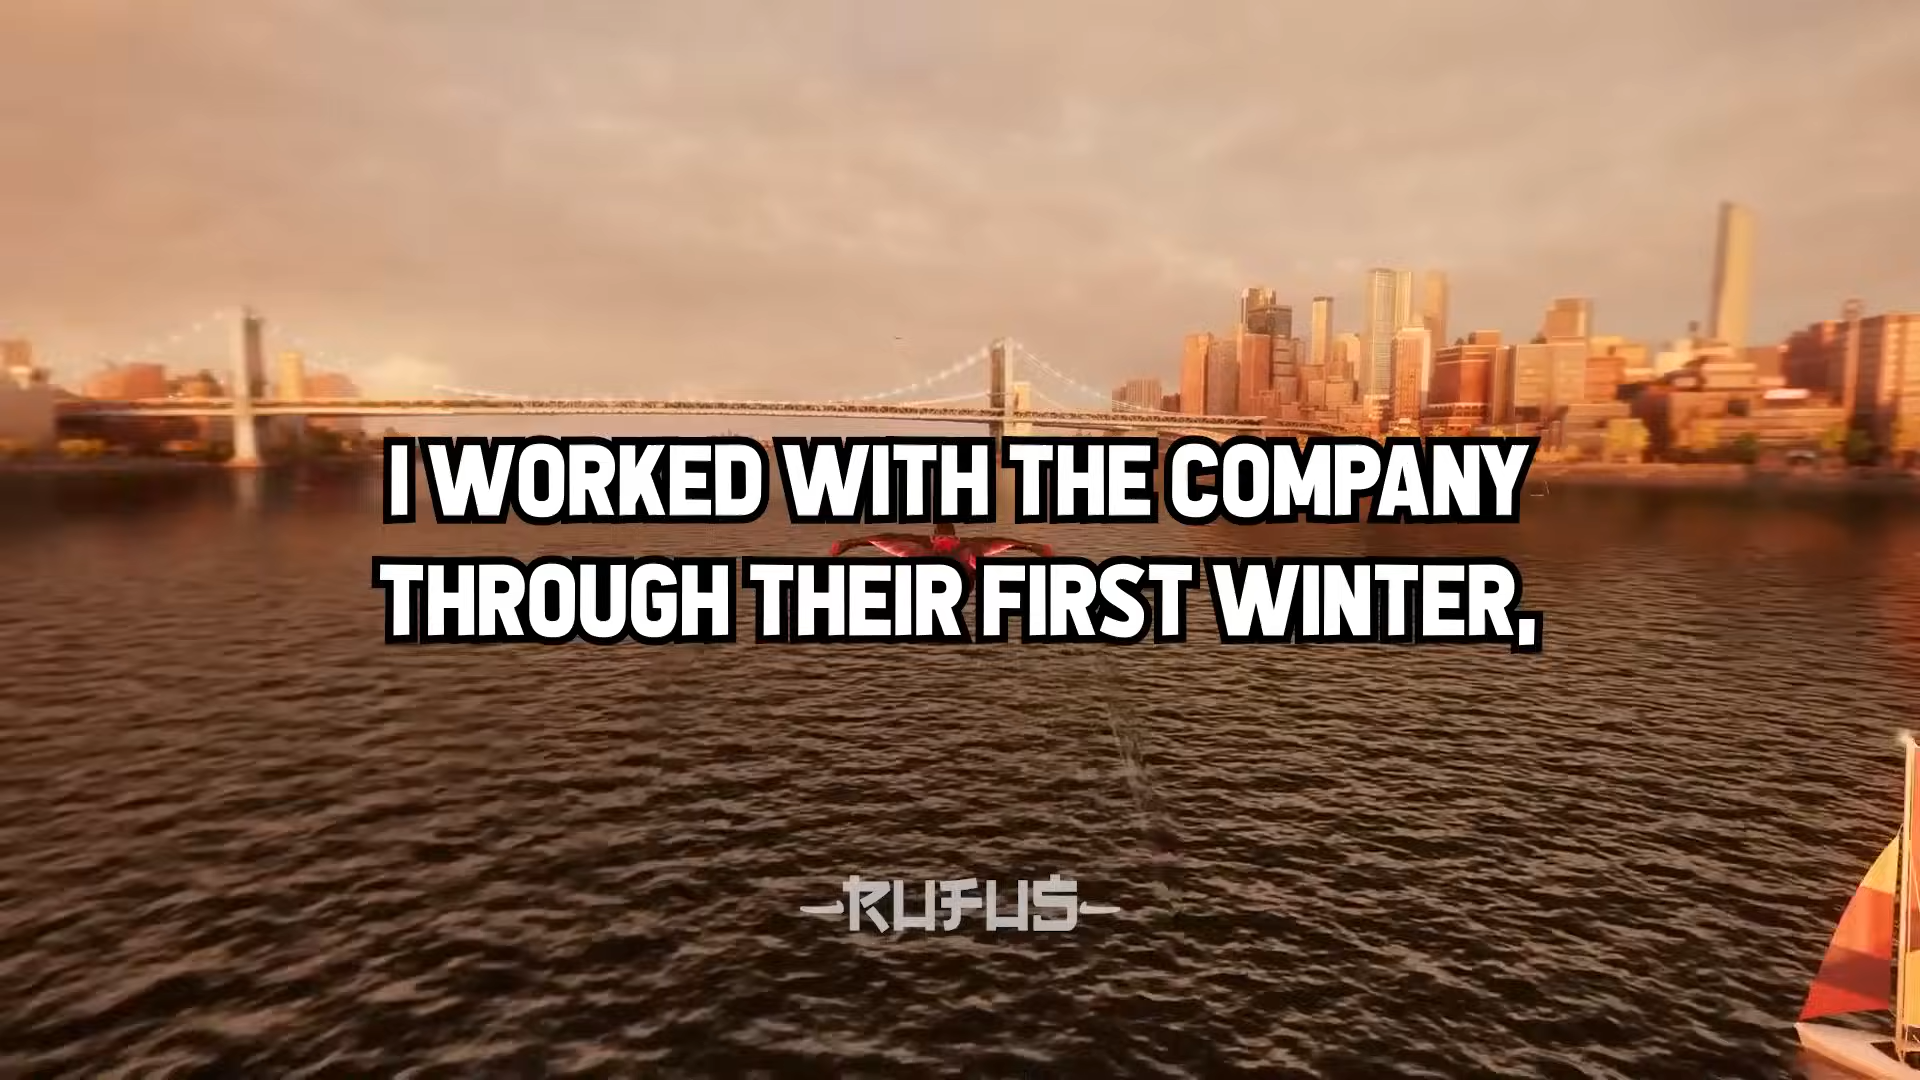 I WORKED WITH THE COMPANY
THROUGH THEIR FIRST WINTER,
RUFUS